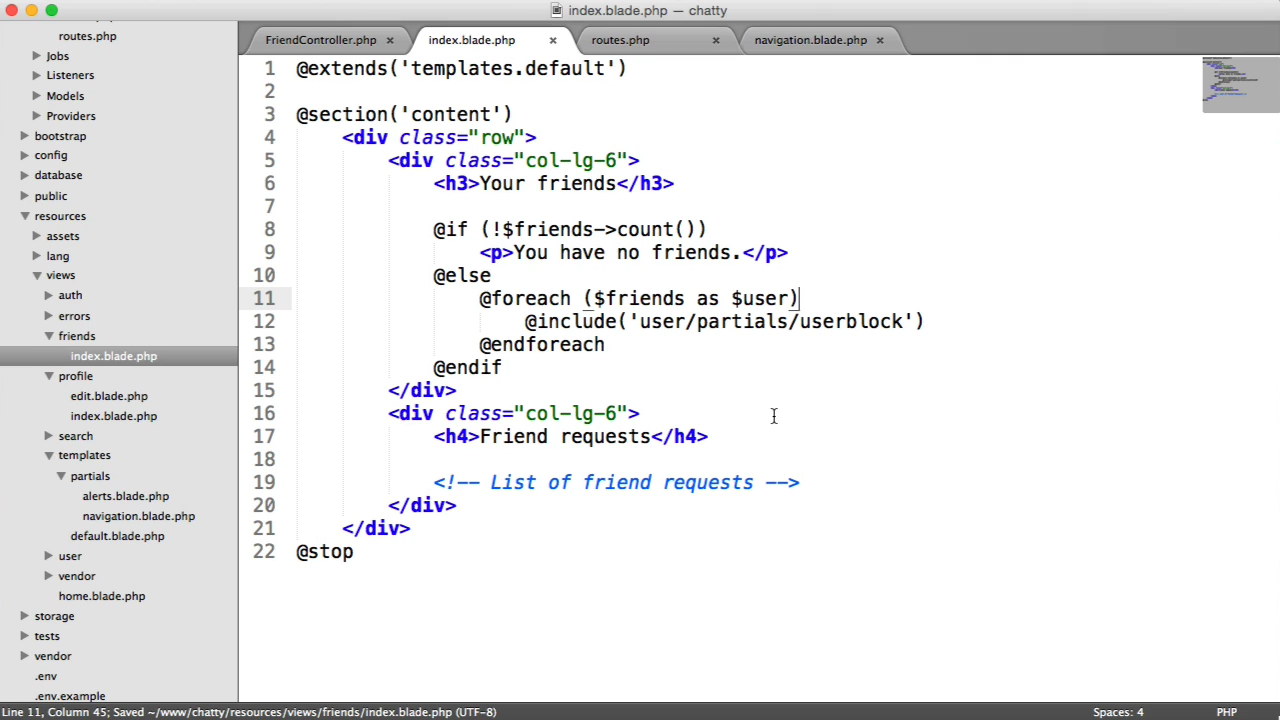 index.blade.php — chatty
routes.php
Jobs
Listeners
Models
Providers
bootstrap
config
database
public
resources
assets
lang
views
auth
errors
friends
index.blade.php
profile
edit.blade.php
index.blade.php
search
templates
partials
alerts.blade.php
navigation.blade.php
default.blade.php
user
vendor
home.blade.php
storage
tests
vendor
.env
.env.example
FriendController.php × index.blade.php × routes.php × navigation.blade.php ×
1 @extends('templates.default')
2
3 @section('content')
4 <div class="row">
5 <div class="col-lg-6">
6 <h3>Your friends</h3>
7
8 @if (!$friends->count())
9 <p>You have no friends.</p>
10 @else
11 @foreach ($friends as $user)
12 @include('user/partials/userblock')
13 @endforeach
14 @endif
15 </div>
16 <div class="col-lg-6">
17 <h4>Friend requests</h4>
18
19 <!-- List of friend requests -->
20 </div>
21 </div>
22 @stop
Line 11, Column 45; Saved ~/www/chatty/resources/views/friends/index.blade.php (UTF-8) Spaces: 4 PHP